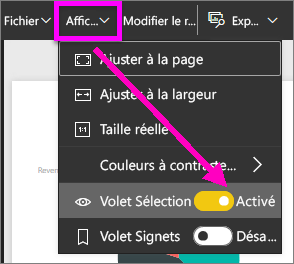 Fichier Affic... Modifier le r... Exp...
Ajuster à la page
Ajuster à la largeur
1:1 Taille réelle
Couleurs à contraste...
Volet Sélection Activé
Volet Signets Désa...
Reven